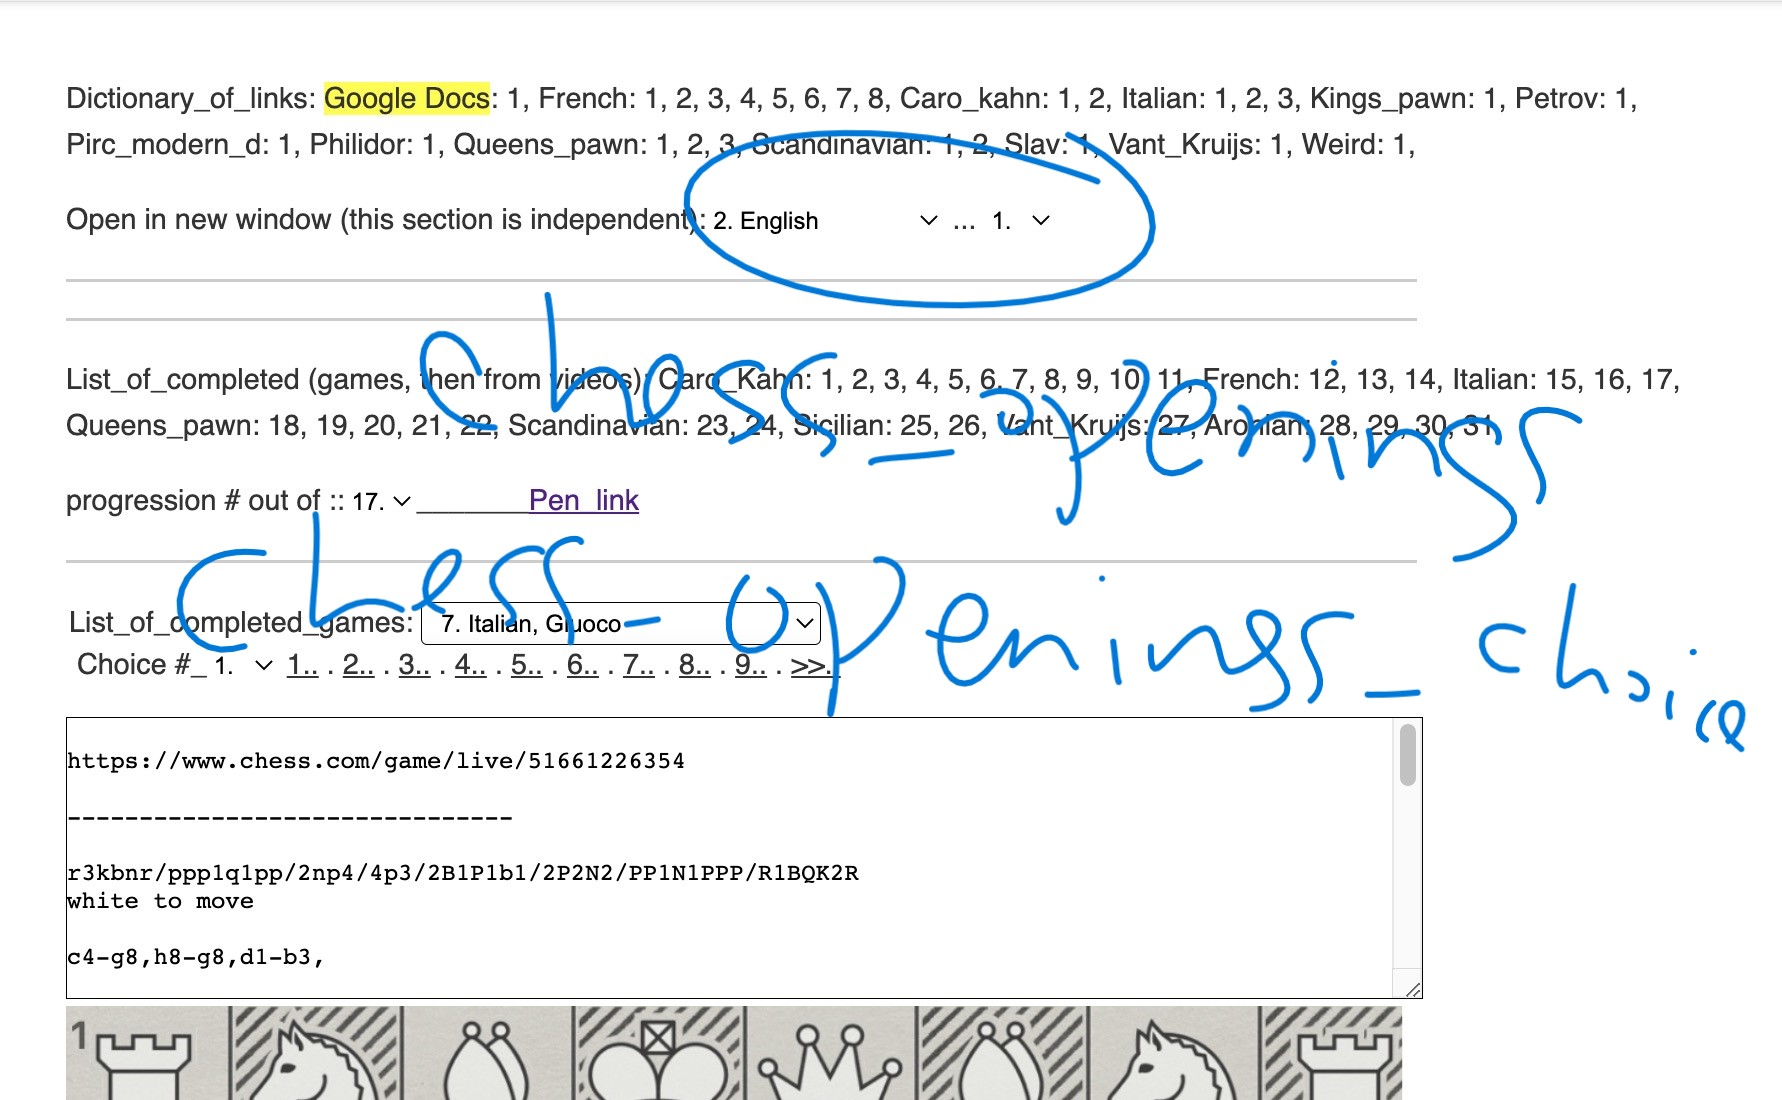 Dictionary_of_links: Google Docs: 1, French: 1, 2, 3, 4, 5, 6, 7, 8, Caro_kahn: 1, 2, Italian: 1, 2, 3, Kings_pawn: 1, Petrov: 1,
Pirc_modern_d: 1, Philidor: 1, Queens_pawn: 1, 2, 3, Scandinavian: 1, 2, Slav: 1, Vant_Kruijs: 1, Weird: 1,
Open in new window (this section is independent): 2. English ... 1.
chess_openings
List_of_completed (games, then from videos): Caro_Kahn: 1, 2, 3, 4, 5, 6, 7, 8, 9, 10, 11, French: 12, 13, 14, Italian: 15, 16, 17,
Queens_pawn: 18, 19, 20, 21, 22, Scandinavian: 23, 24, Sicilian: 25, 26, Vant_Kruijs: 27, Aronian: 28, 29, 30, 31
progression # out of :: 17. _______Pen_link
chess_openings_choice
List_of_completed_games: 7. Italian, Giuoco
Choice #_ 1. 1.. . 2.. . 3.. . 4.. . 5.. . 6.. . 7.. . 8.. . 9.. . >>.
https://www.chess.com/game/live/51661226354
-------------------------------
r3kbnr/ppp1q1pp/2np4/4p3/2B1P1b1/2P2N2/PP1N1PPP/R1BQK2R
white to move
c4-g8,h8-g8,d1-b3,
1